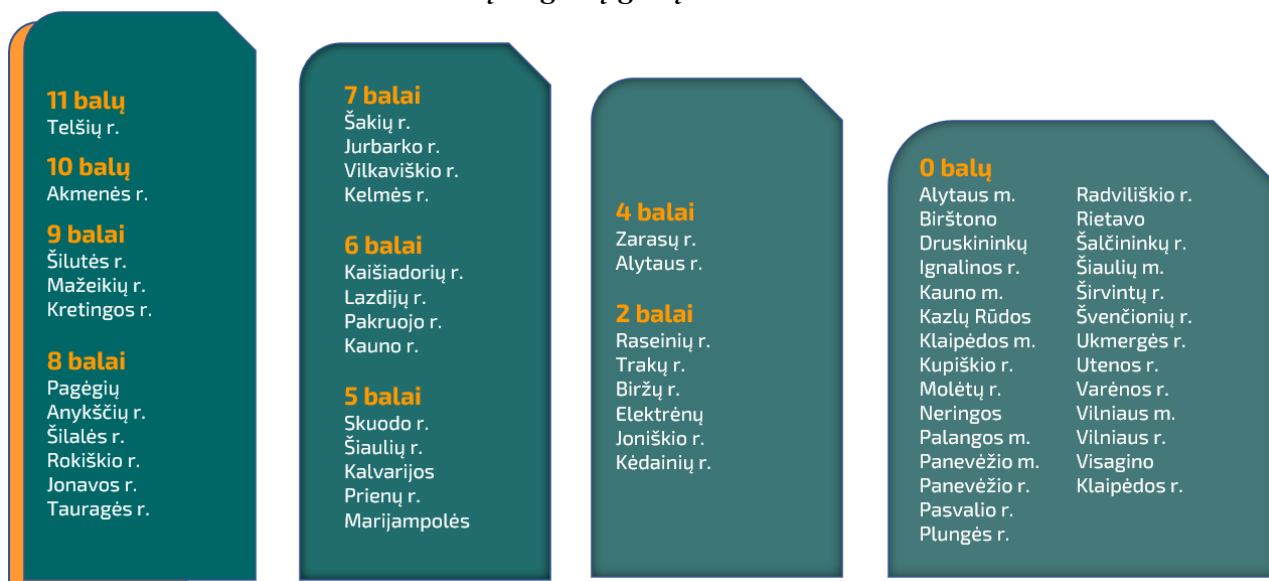 11 balų
Telšių r.
10 balų
Akmenės r.
9 balai
Šilutės r.
Mažeikių r.
Kretingos r.
8 balai
Pagėgių
Anykščių r.
Šilalės r.
Rokiškio r.
Jonavos r.
Tauragės r.
7 balai
Šakių r.
Jurbarko r.
Vilkaviškio r.
Kelmės r.
6 balai
Kaišiadorių r.
Lazdijų r.
Pakruojo r.
Kauno r.
5 balai
Skuodo r.
Šiaulių r.
Kalvarijos
Prienų r.
Marijampolės
4 balai
Zarasų r.
Alytaus r.
2 balai
Raseinių r.
Trakų r.
Biržų r.
Elektrėnų
Joniškio r.
Kėdainių r.
0 balų
Alytaus m.
Birštono
Druskininkų
Ignalinos r.
Kauno m.
Kazlų Rūdos
Klaipėdos m.
Kupiškio r.
Molėtų r.
Neringos
Palangos m.
Panevėžio m.
Panevėžio r.
Pasvalio r.
Plungės r.
Radviliškio r.
Rietavo
Šalčininkų r.
Šiaulių m.
Širvintų r.
Švenčionių r.
Ukmergės r.
Utenos r.
Varėnos r.
Vilniaus m.
Vilniaus r.
Visagino
Klaipėdos r.